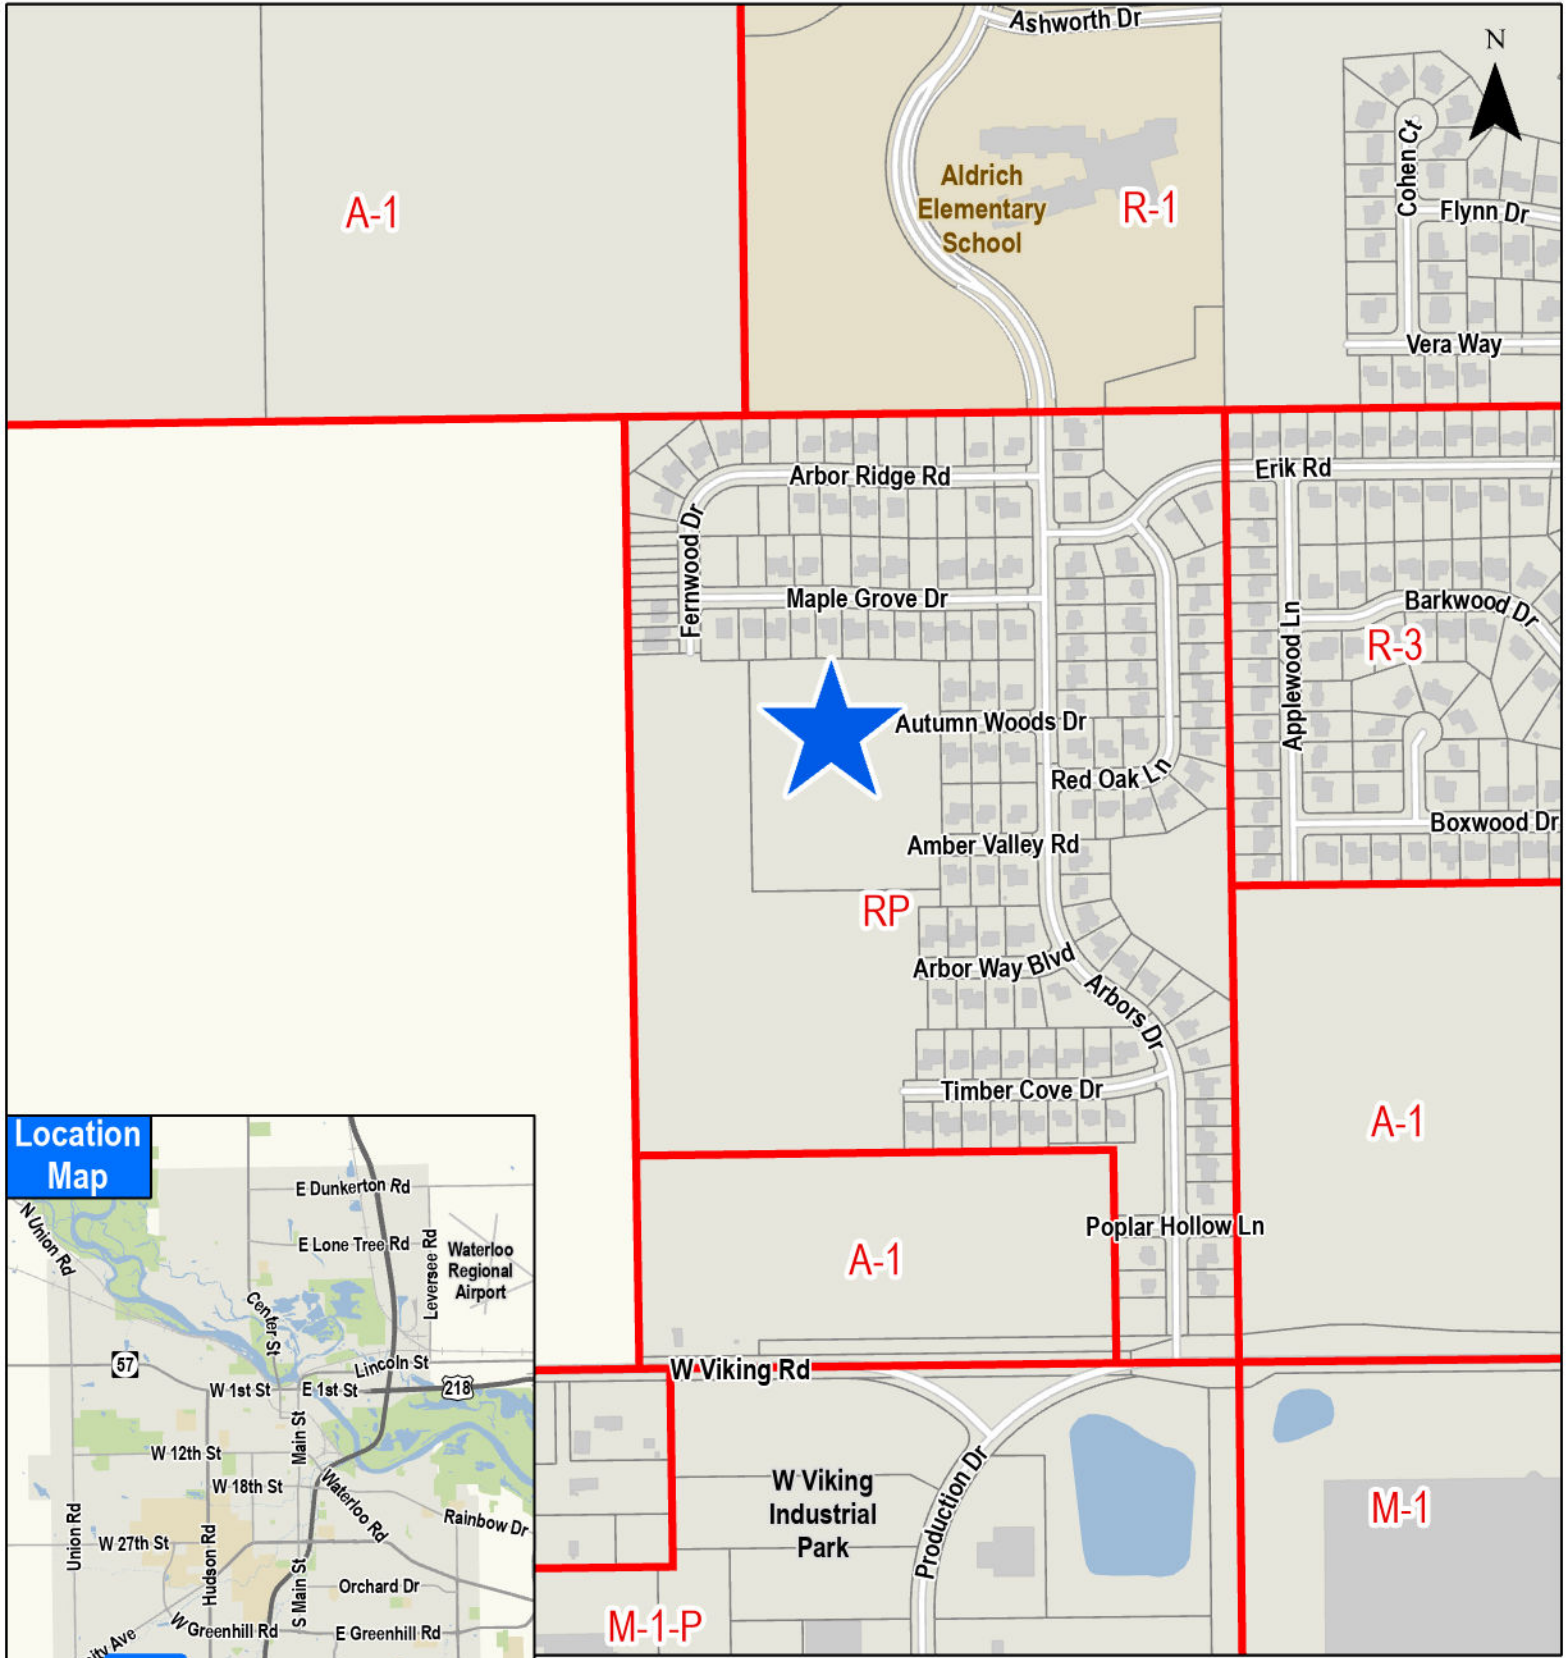 Ashworth Dr
N
Aldrich
Elementary
School
A-1
R-1
Cohen Ct
Flynn Dr
Vera Way
Arbor Ridge Rd
Erik Rd
Fernwood Dr
Maple Grove Dr
Barkwood Dr
R-3
Applewood Ln
Autumn Woods Dr
Red Oak Ln
Boxwood Dr
Amber Valley Rd
RP
Arbor Way Blvd
Arbors Dr
Timber Cove Dr
A-1
Poplar Hollow Ln
A-1
W Viking Rd
W Viking
Industrial
Park
Production Dr
M-1
M-1-P
Location
Map
E Dunkerton Rd
N Union Rd
E Lone Tree Rd
Leversee Rd
Waterloo
Regional
Airport
Center St
57
Lincoln St
W 1st St
E 1st St
218
Main St
W 12th St
W 18th St
Waterloo Rd
Rainbow Dr
Union Rd
W 27th St
Hudson Rd
S Main St
Orchard Dr
W Greenhill Rd
E Greenhill Rd
ity Ave